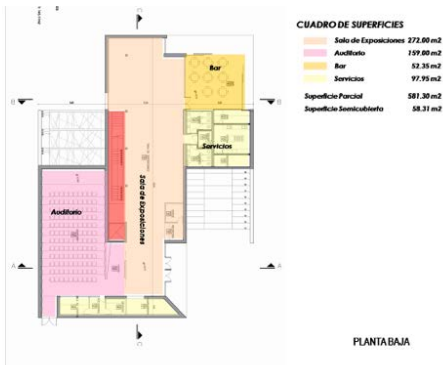 C
CUADRO DE SUPERFICIES
Sala de Exposiciones 272.00 m2
Auditorio 159.00 m2
Bar 52.35 m2
Servicios 97.95 m2
Superficie Parcial 581.30 m2
Superficie Semicubierta 58.31 m2
Bar
B
B
Servicios
Sala de Exposiciones
Auditorio
A
A
C
PLANTA BAJA